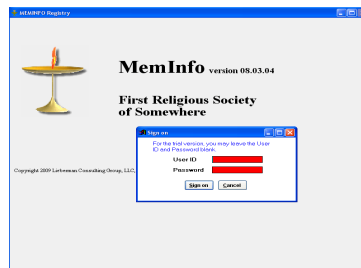 MEMINFO Registry
MemInfo version 08.03.04
First Religious Society
of Somewhere
Sign on
For the trial version, you may leave the User
ID and Password blank.
User ID
Password
Sign on Cancel
Copyright 2009 Lieberman Consulting Group, LLC,